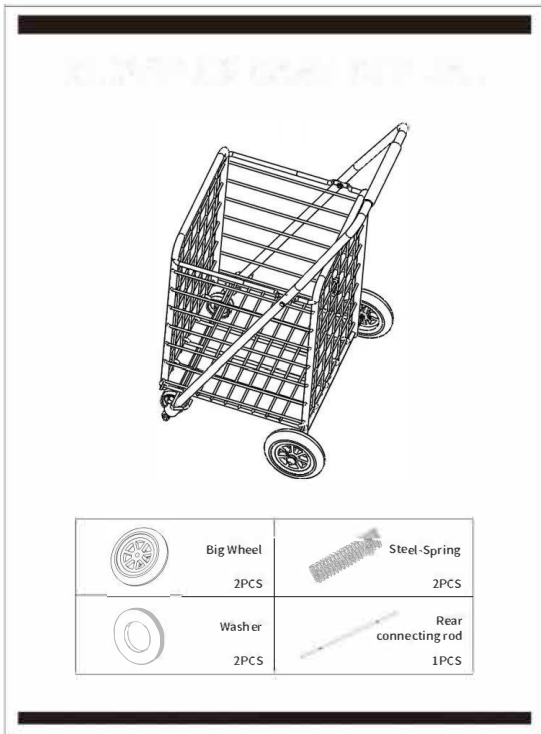 Big Wheel
2PCS
Steel-Spring
2PCS
Washer
2PCS
Rear
connecting rod
1PCS